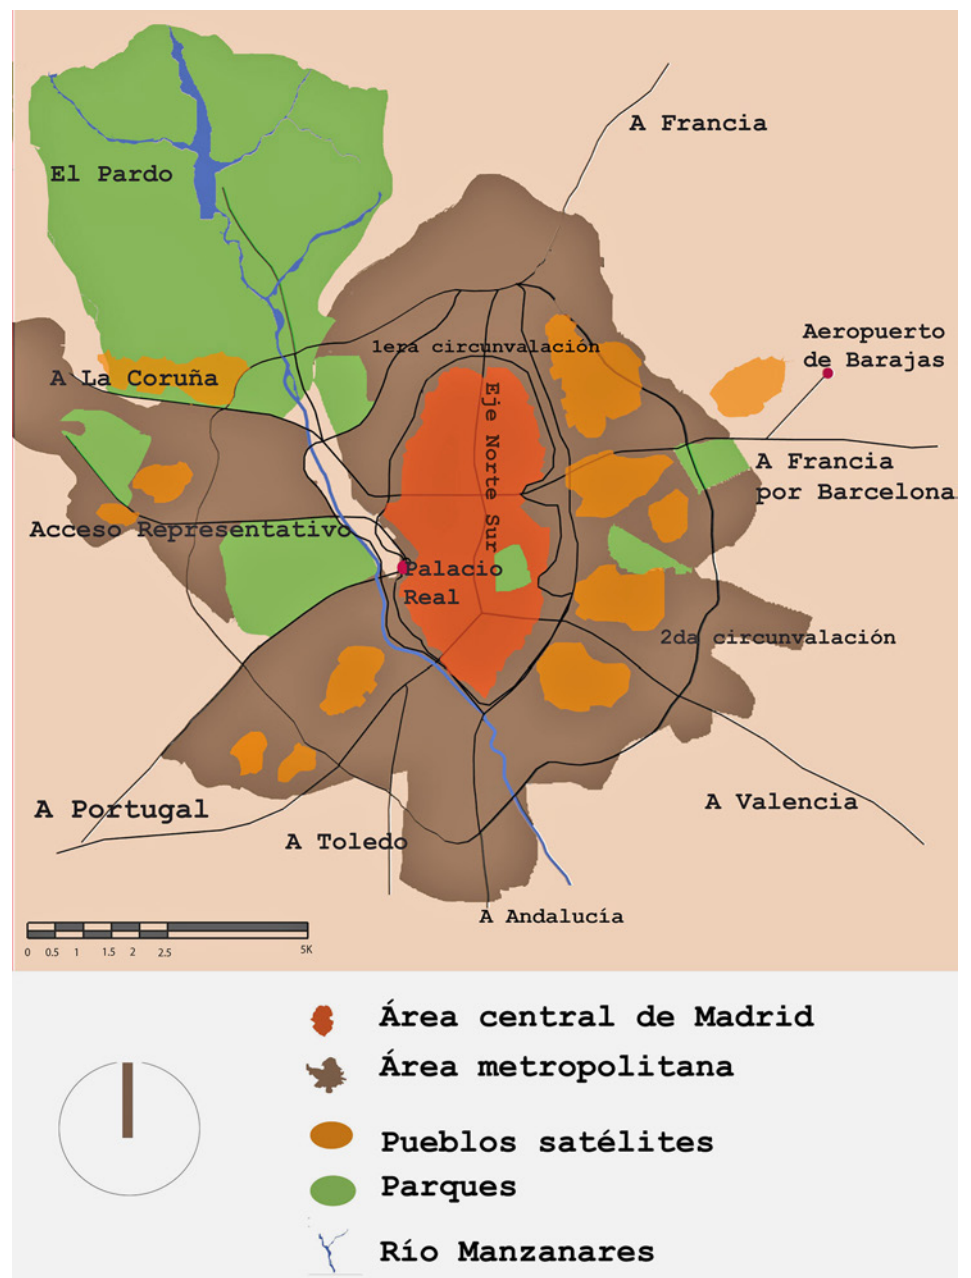 A Francia
El Pardo
Aeropuerto
de Barajas
1era circunvalación
A La Coruña
Eje Norte Sur
A Francia
por Barcelona
Acceso Representativo
Palacio
Real
2da circunvalación
A Portugal
A Valencia
A Toledo
A Andalucía
0 0.5 1 1.5 2 2.5 5K
Área central de Madrid
Área metropolitana
Pueblos satélites
Parques
Río Manzanares